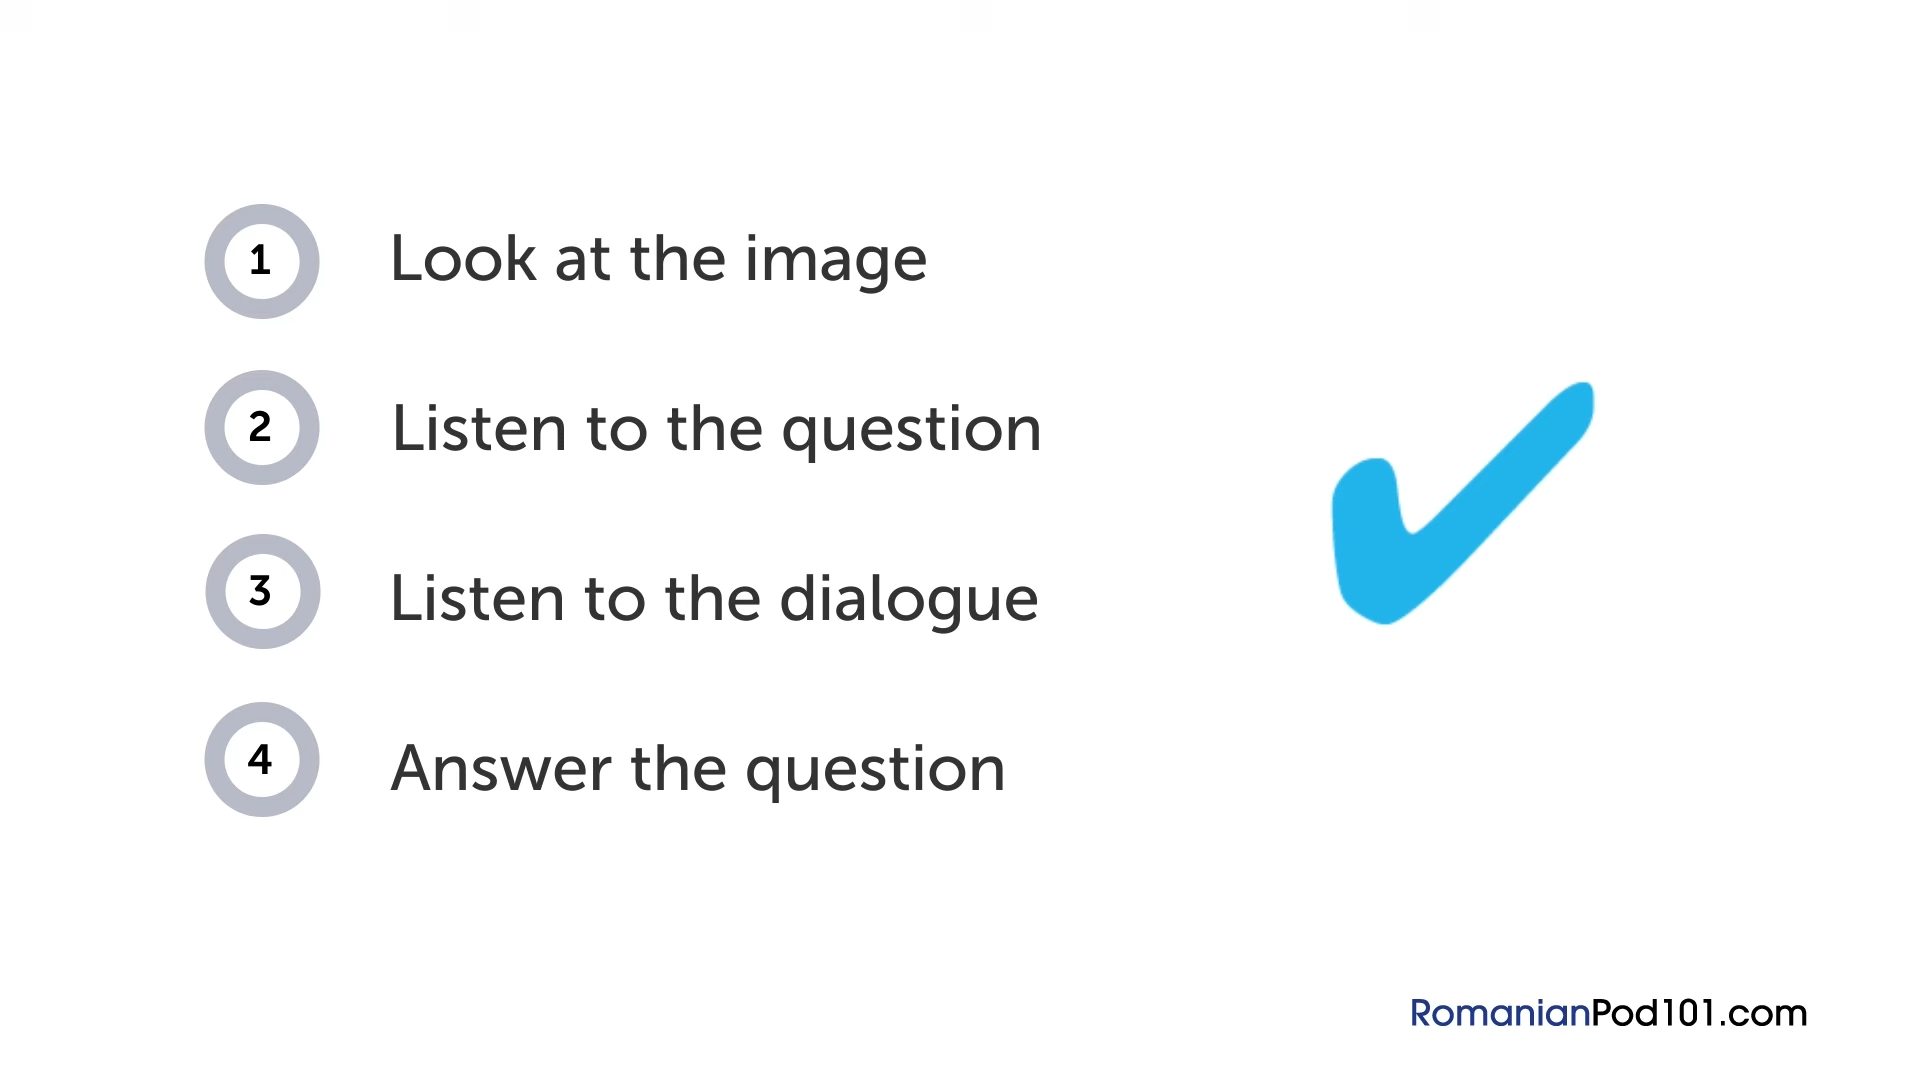 1 Look at the image
2 Listen to the question
3 Listen to the dialogue
4 Answer the question
RomanianPod101.com